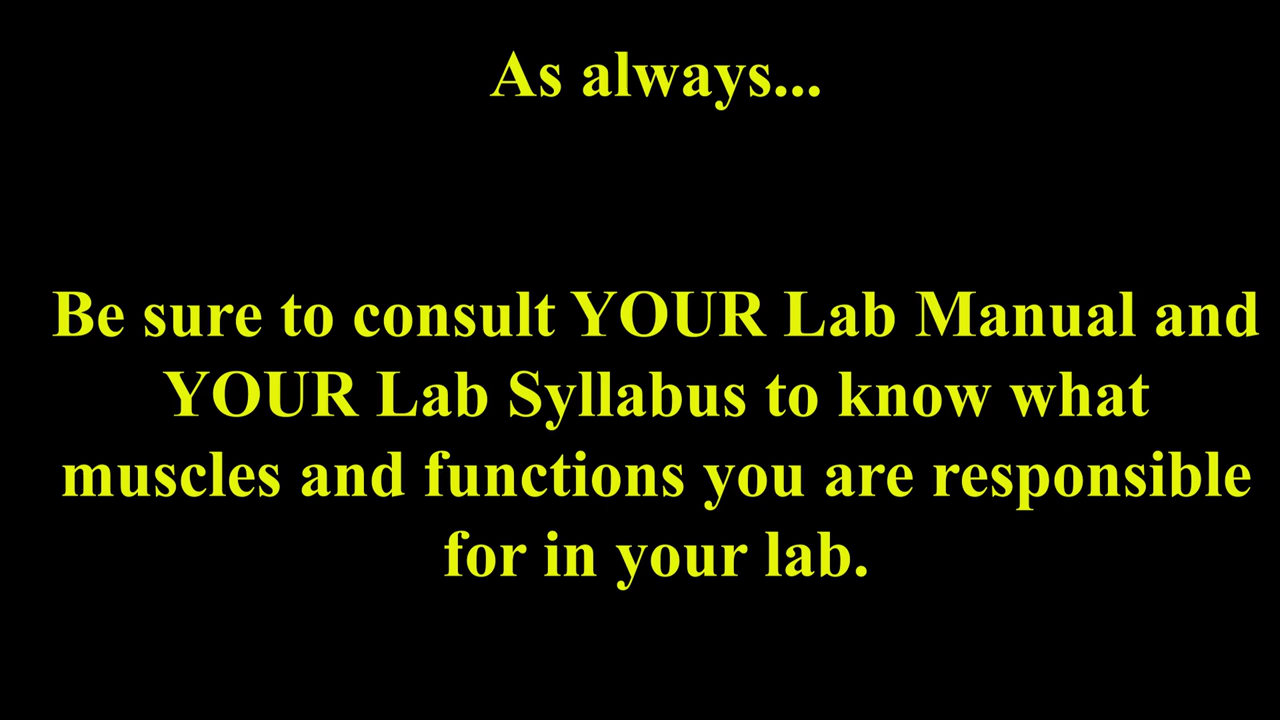 As always...
Be sure to consult YOUR Lab Manual and
YOUR Lab Syllabus to know what
muscles and functions you are responsible
for in your lab.